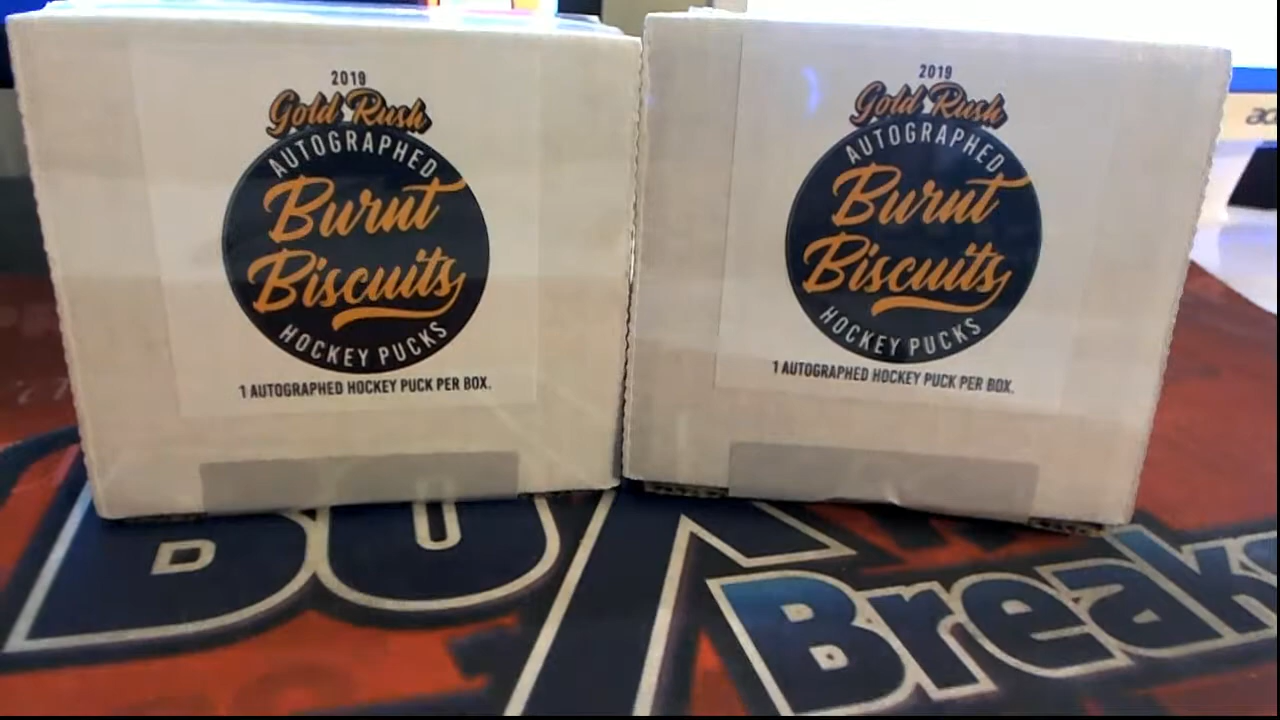 2019
Gold Rush
AUTOGRAPHED
Burnt
Biscuits
HOCKEY PUCKS
1 AUTOGRAPHED HOCKEY PUCK PER BOX.
2019
Gold Rush
AUTOGRAPHED
Burnt
Biscuits
HOCKEY PUCKS
1 AUTOGRAPHED HOCKEY PUCK PER BOX.
Breaks